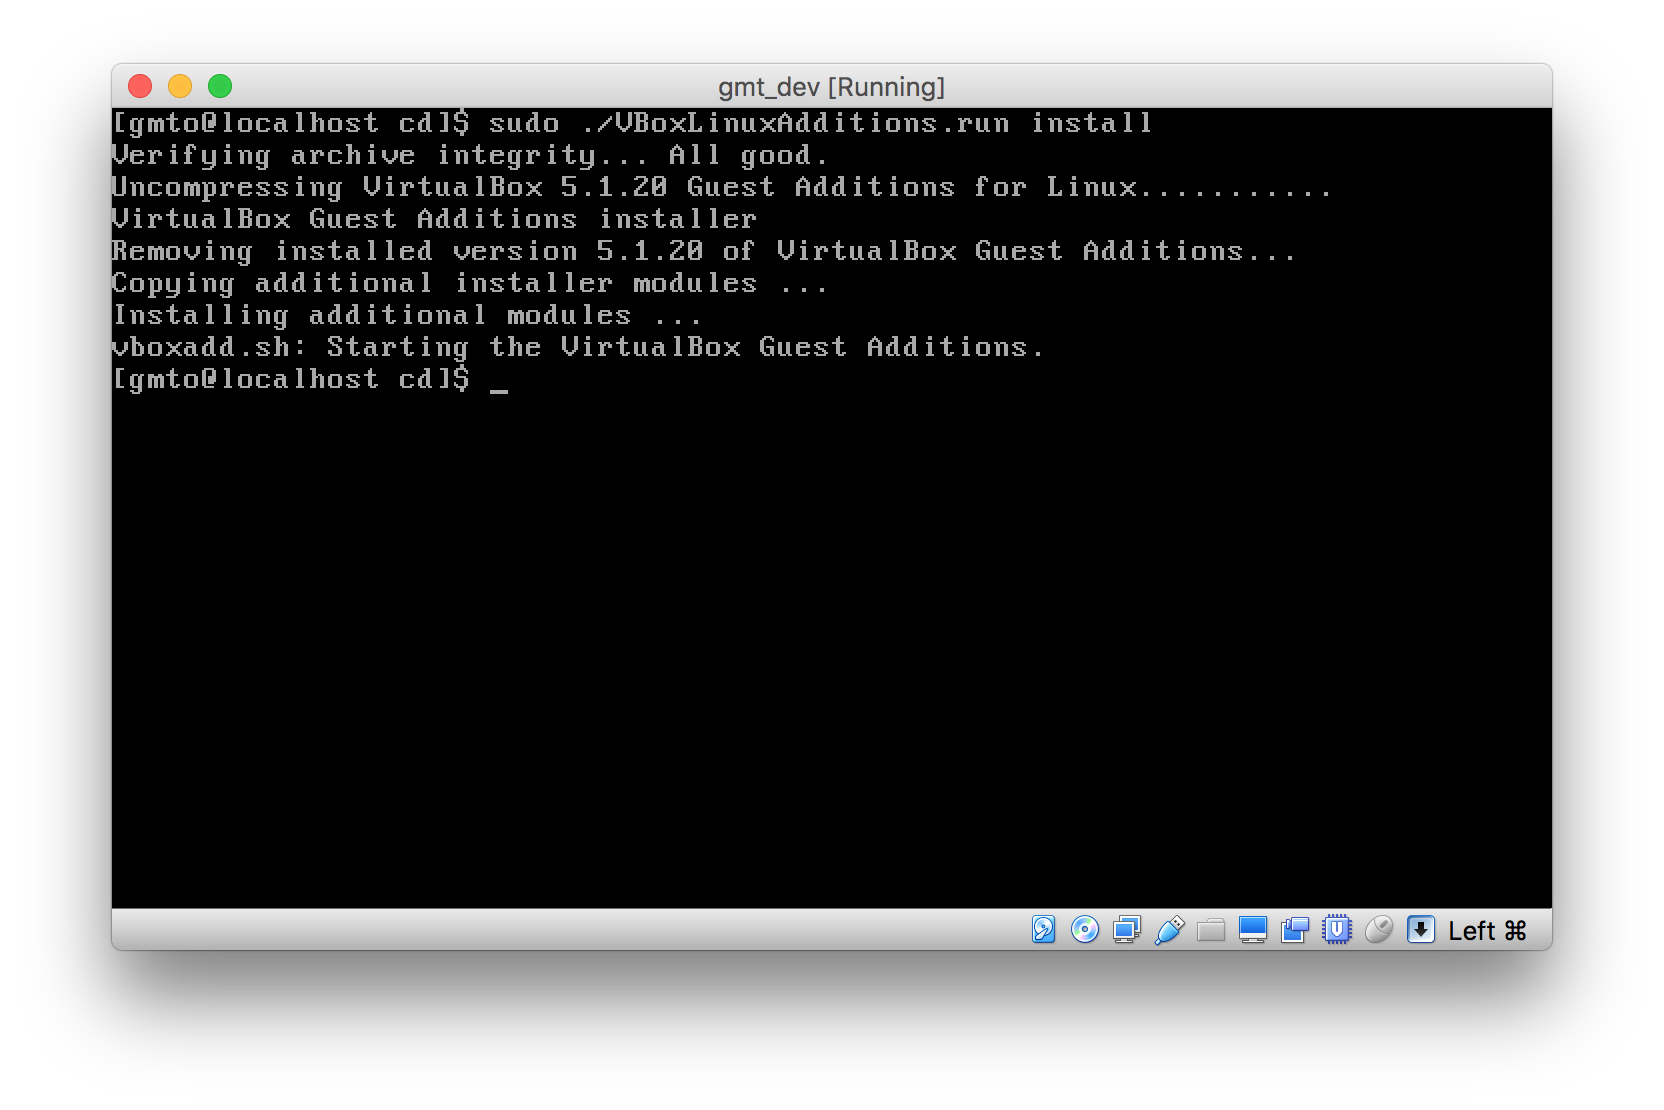 gmt_dev [Running]
[gmto@localhost cd]$ sudo ./VBoxLinuxAdditions.run install
Verifying archive integrity... All good.
Uncompressing VirtualBox 5.1.20 Guest Additions for Linux...........
VirtualBox Guest Additions installer
Removing installed version 5.1.20 of VirtualBox Guest Additions...
Copying additional installer modules ...
Installing additional modules ...
vboxadd.sh: Starting the VirtualBox Guest Additions.
[gmto@localhost cd]$ _
Left ⌘